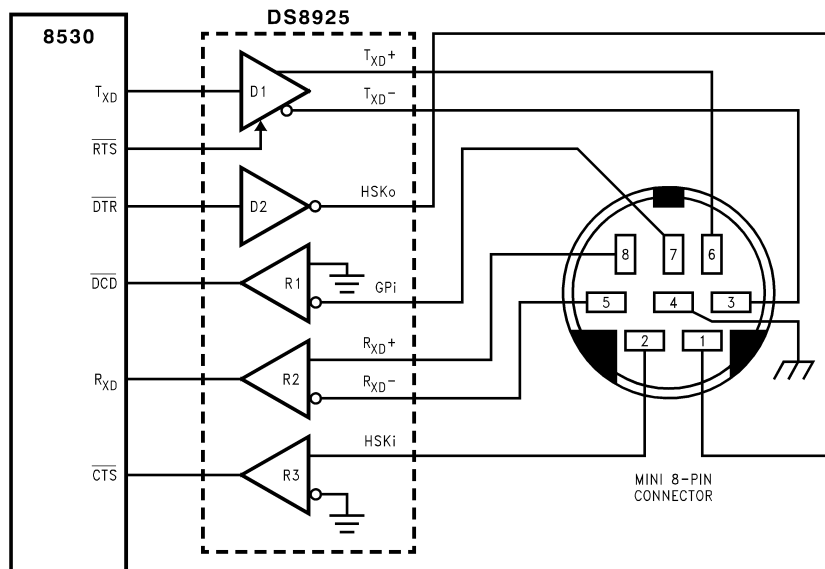 8530
DS8925
TXD
D1
TXD+
TXD-
RTS
DTR
D2
HSKo
DCD
R1
GPi
RXD
R2
RXD+
RXD-
CTS
R3
HSKi
8
7
6
5
4
3
2
1
MINI 8-PIN
CONNECTOR